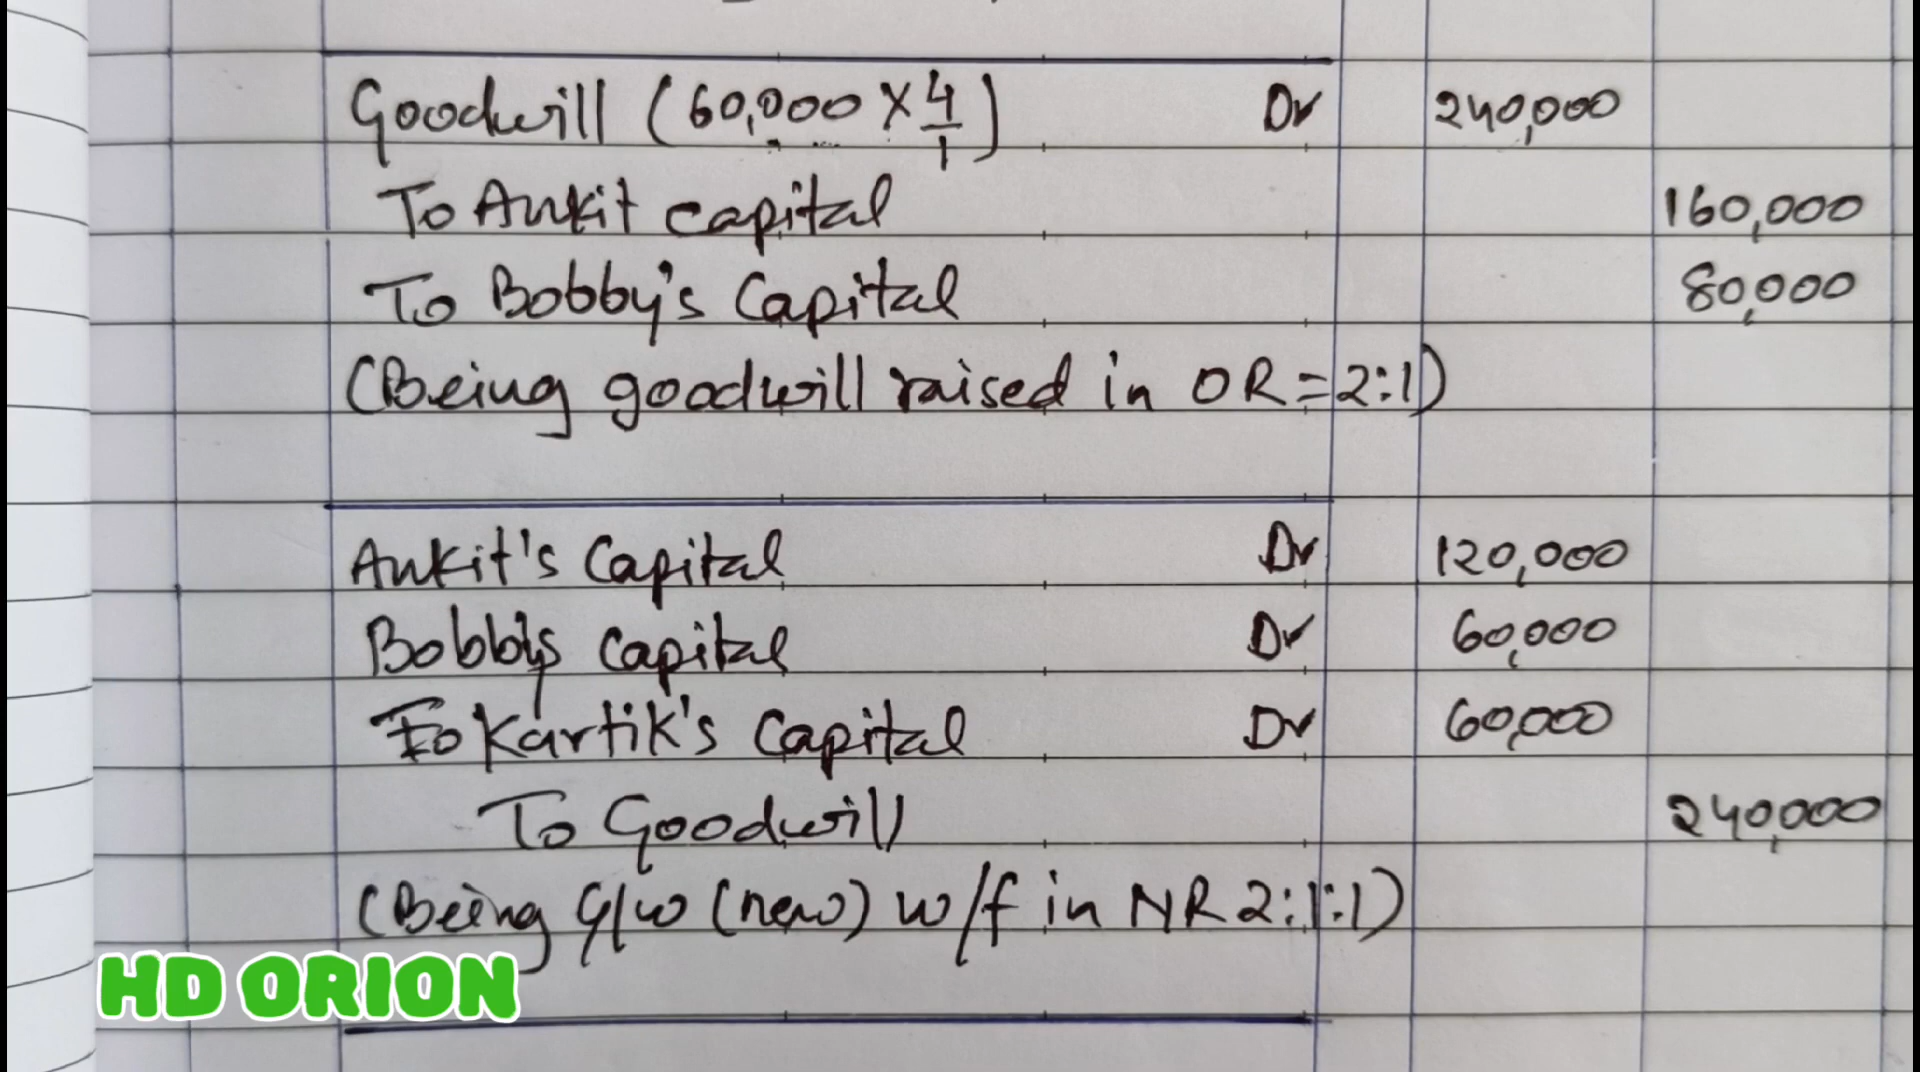 Goodwill (60,000 × 4/1) Dr 240,000
To Ankit capital 160,000
To Bobby's Capital 80,000
(Being goodwill raised in OR = 2:1)
Ankit's Capital Dr 120,000
Bobby's Capital Dr 60,000
To Kartik's Capital Dr 60,000
To Goodwill 240,000
(Being G/w (new) w/f in NR 2:1:1)
HD ORION